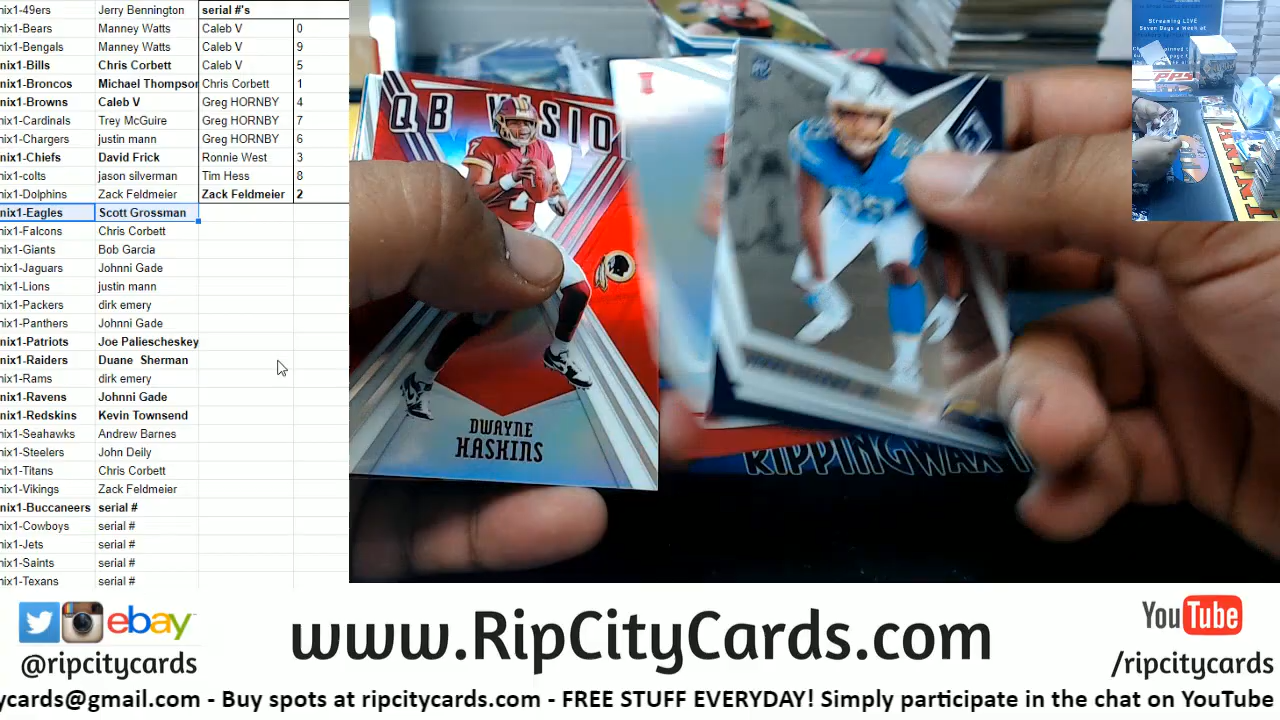 nix1-49ers Jerry Bennington serial #'s
nix1-Bears Manney Watts Caleb V 0
nix1-Bengals Manney Watts Caleb V 9
nix1-Bills Chris Corbett Caleb V 5
nix1-Broncos Michael Thompson Chris Corbett 1
nix1-Browns Caleb V Greg HORNBY 4
nix1-Cardinals Trey McGuire Greg HORNBY 7
nix1-Chargers justin mann Greg HORNBY 6
nix1-Chiefs David Frick Ronnie West 3
nix1-colts jason silverman Tim Hess 8
nix1-Dolphins Zack Feldmeier Zack Feldmeier 2
nix1-Eagles Scott Grossman
nix1-Falcons Chris Corbett
nix1-Giants Bob Garcia
nix1-Jaguars Johnni Gade
nix1-Lions justin mann
nix1-Packers dirk emery
nix1-Panthers Johnni Gade
nix1-Patriots Joe Paliescheskey
nix1-Raiders Duane Sherman
nix1-Rams dirk emery
nix1-Ravens Johnni Gade
nix1-Redskins Kevin Townsend
nix1-Seahawks Andrew Barnes
nix1-Steelers John Deily
nix1-Titans Chris Corbett
nix1-Vikings Zack Feldmeier
nix1-Buccaneers serial #
nix1-Cowboys serial #
nix1-Jets serial #
nix1-Saints serial #
nix1-Texans serial #
QB VISIO
DWAYNE
HASKINS
RIPPINGWAX
Streaming LIVE
Seven Days a Week at
ebay
@ripcitycards
www.RipCityCards.com
YouTube
/ripcitycards
ycards@gmail.com - Buy spots at ripcitycards.com - FREE STUFF EVERYDAY! Simply participate in the chat on YouTube